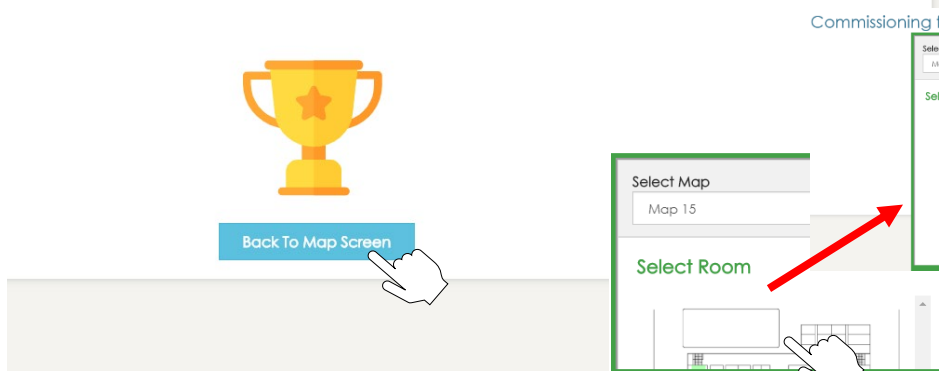 Commissioning
Back To Map Screen
Select Map
Map 15
Select Room